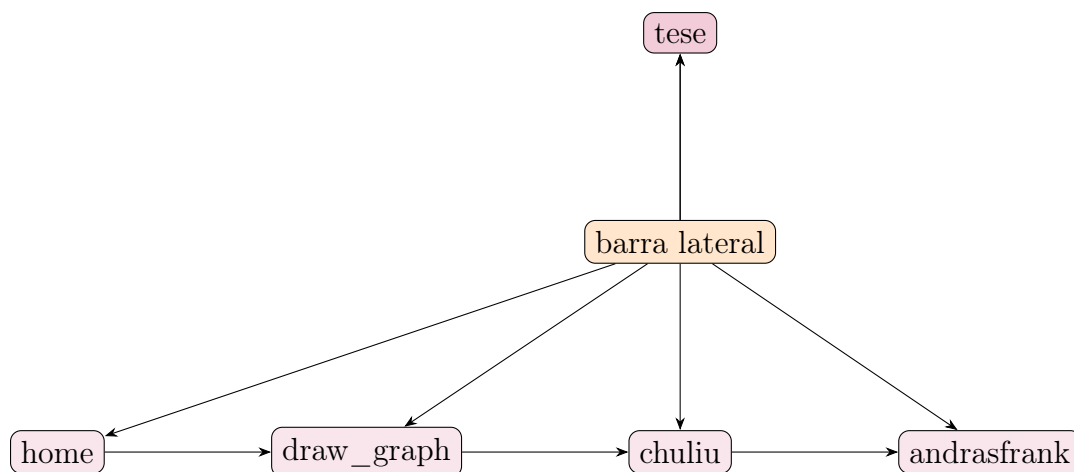 tese
barra lateral
home
draw_graph
chuliu
andrasfrank